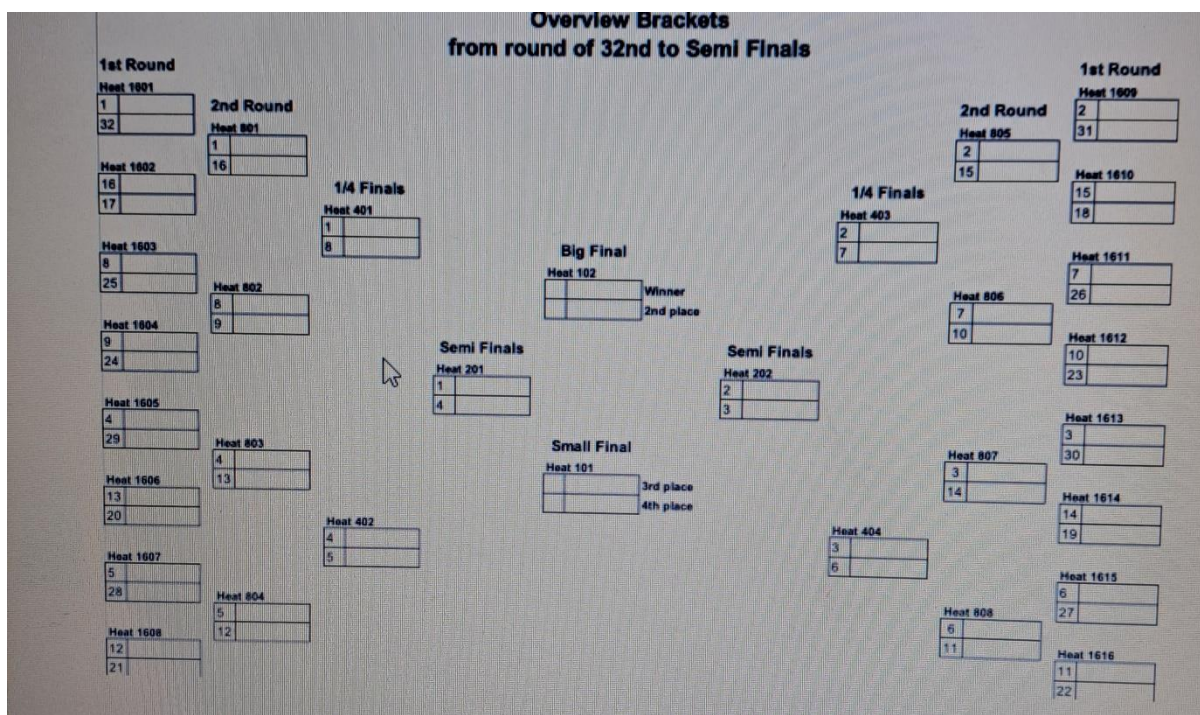 Overview Brackets
from round of 32nd to Semi Finals
1st Round
Heat 1601
1
32
Heat 1602
16
17
Heat 1603
8
25
Heat 1604
9
24
Heat 1605
4
29
Heat 1606
13
20
Heat 1607
5
28
Heat 1608
12
21
2nd Round
Heat 801
1
16
Heat 802
8
9
Heat 803
4
13
Heat 804
5
12
1/4 Finals
Heat 401
1
8
Heat 402
4
5
Semi Finals
Heat 201
1
4
Big Final
Heat 102
Winner
2nd place
Small Final
Heat 101
3rd place
4th place
Semi Finals
Heat 202
2
3
1/4 Finals
Heat 403
2
7
Heat 404
3
6
2nd Round
Heat 805
2
15
Heat 806
7
10
Heat 807
3
14
Heat 808
6
11
1st Round
Heat 1609
2
31
Heat 1610
15
18
Heat 1611
7
26
Heat 1612
10
23
Heat 1613
3
30
Heat 1614
14
19
Heat 1615
6
27
Heat 1616
11
22